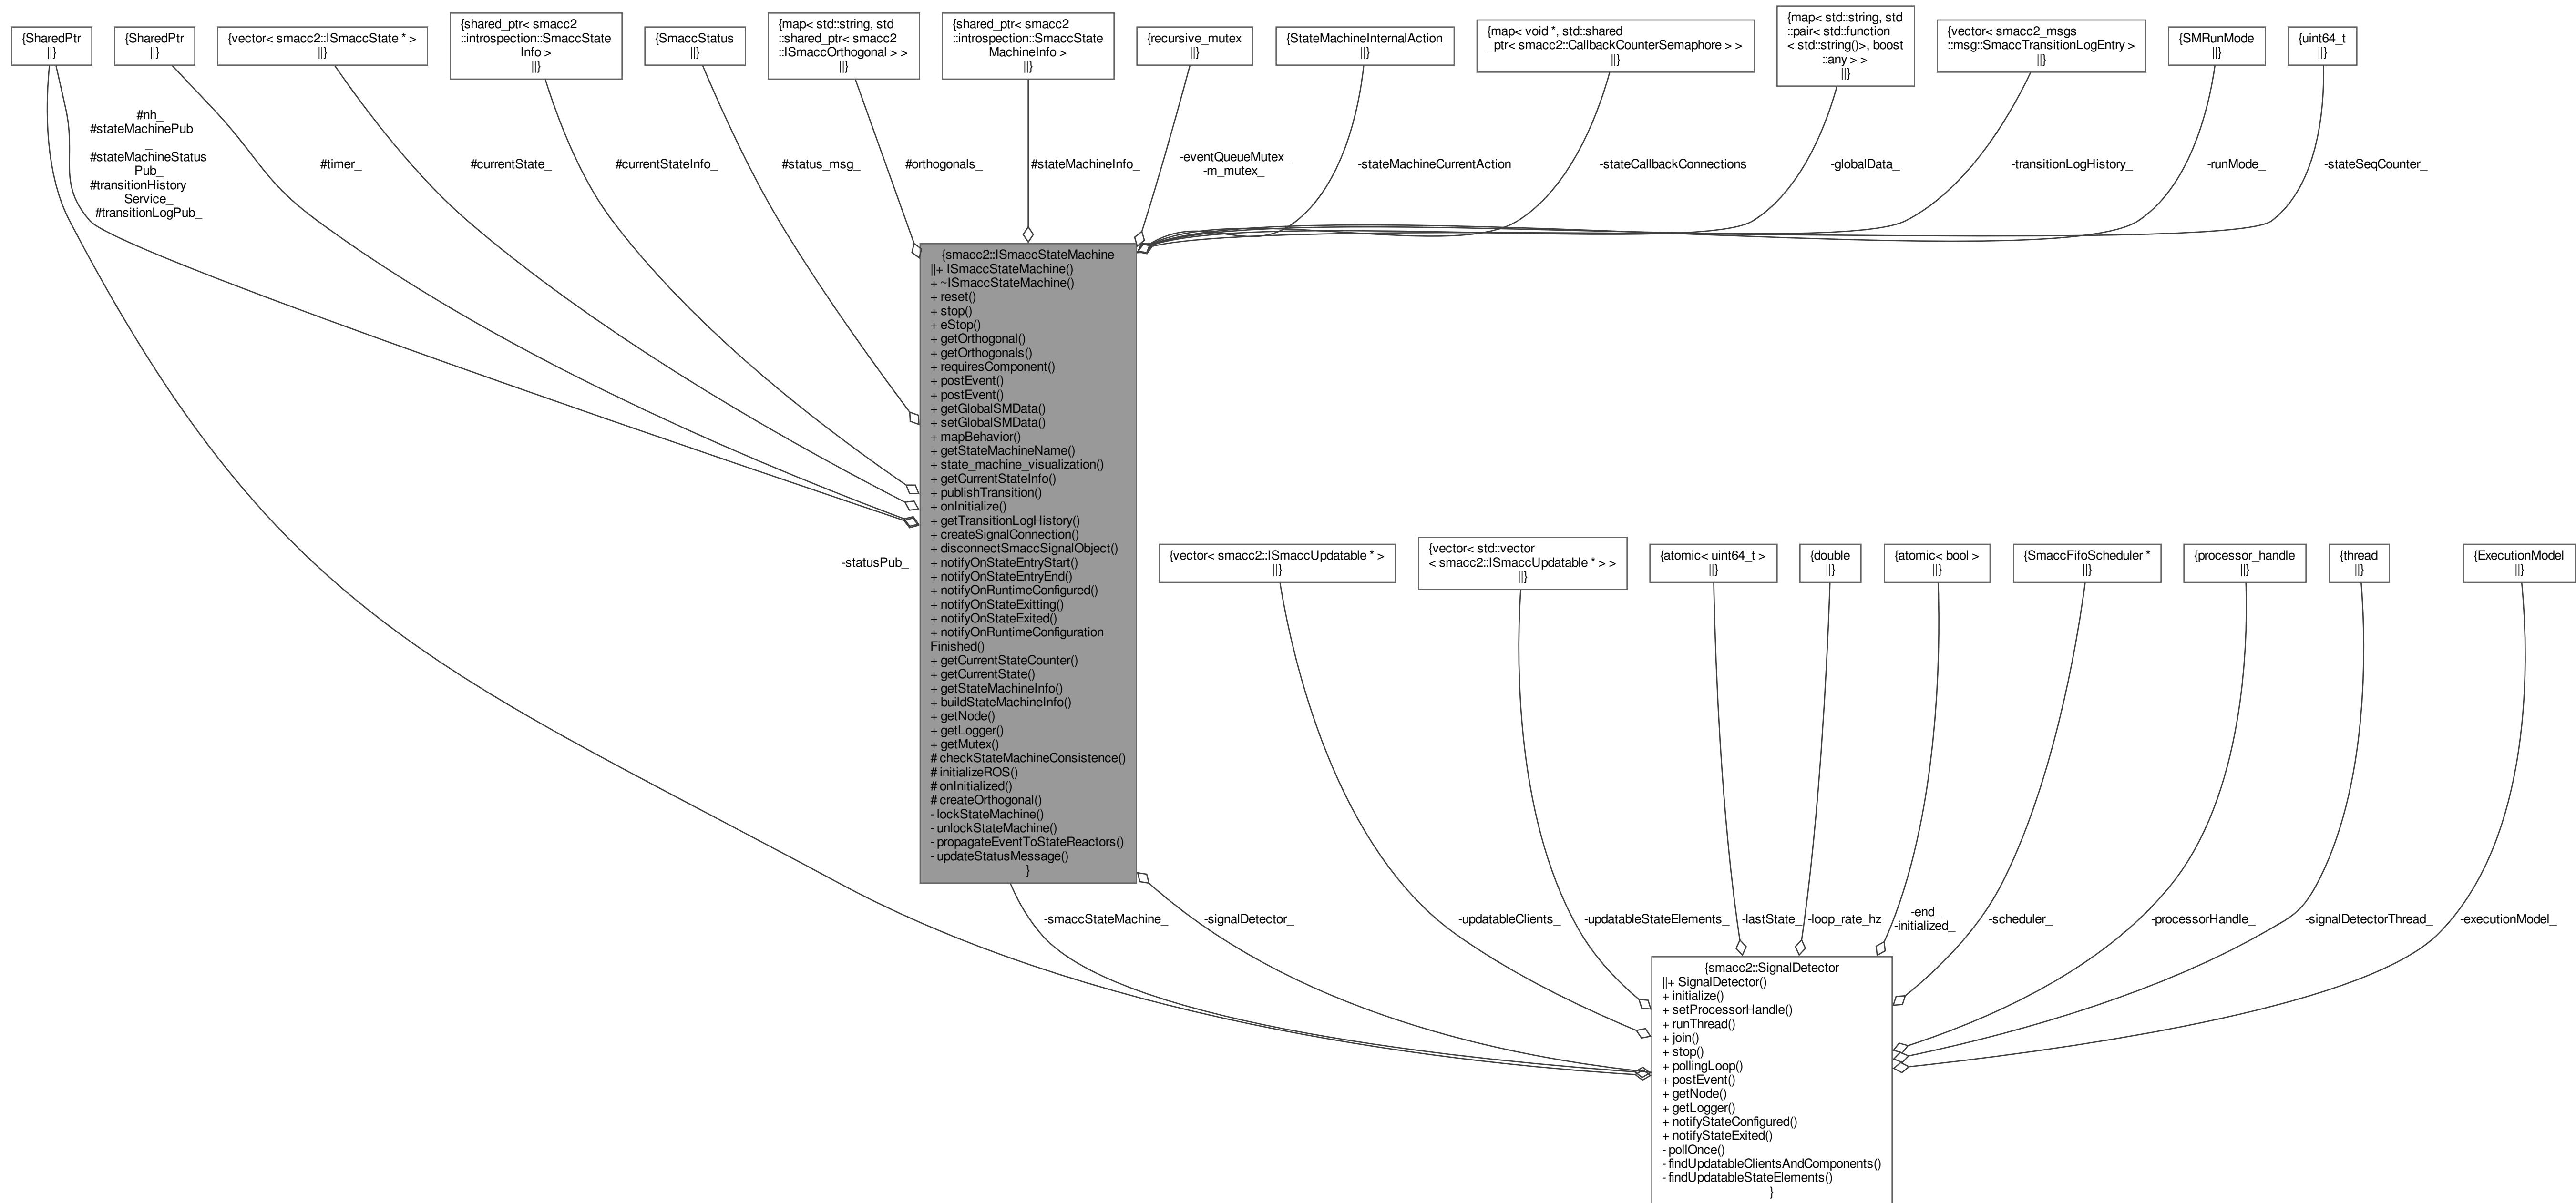 {SharedPtr
||}
{SharedPtr
||}
{vector< smacc2::ISmaccState * >
||}
{shared_ptr< smacc2
::introspection::SmaccState
Info >
||}
{SmaccStatus
||}
{map< std::string, std
::shared_ptr< smacc2
::ISmaccOrthogonal > >
||}
{shared_ptr< smacc2
::introspection::SmaccState
MachineInfo >
||}
{recursive_mutex
||}
{StateMachineInternalAction
||}
{map< void *, std::shared
_ptr< smacc2::CallbackCounterSemaphore > >
||}
{map< std::string, std
::pair< std::function
< std::string()>, boost
::any > >
||}
{vector< smacc2_msgs
::msg::SmaccTransitionLogEntry >
||}
{SMRunMode
||}
{uint64_t
||}
#nh_
#stateMachinePub
_
#stateMachineStatus
Pub_
#transitionHistory
Service_
#transitionLogPub_
#timer_
#currentState_
#currentStateInfo_
#status_msg_
#orthogonals_
#stateMachineInfo_
-eventQueueMutex_
-m_mutex_
-stateMachineCurrentAction
-stateCallbackConnections
-globalData_
-transitionLogHistory_
-runMode_
-stateSeqCounter_
{smacc2::ISmaccStateMachine
||+ ISmaccStateMachine()
+ ~ISmaccStateMachine()
+ reset()
+ stop()
+ eStop()
+ getOrthogonal()
+ getOrthogonals()
+ requiresComponent()
+ postEvent()
+ postEvent()
+ getGlobalSMData()
+ setGlobalSMData()
+ mapBehavior()
+ getStateMachineName()
+ state_machine_visualization()
+ getCurrentStateInfo()
+ publishTransition()
+ onInitialize()
+ getTransitionLogHistory()
+ createSignalConnection()
+ disconnectSmaccSignalObject()
+ notifyOnStateEntryStart()
+ notifyOnStateEntryEnd()
+ notifyOnRuntimeConfigured()
+ notifyOnStateExitting()
+ notifyOnStateExited()
+ notifyOnRuntimeConfiguration
Finished()
+ getCurrentStateCounter()
+ getCurrentState()
+ getStateMachineInfo()
+ buildStateMachineInfo()
+ getNode()
+ getLogger()
+ getMutex()
# checkStateMachineConsistence()
# initializeROS()
# onInitialized()
# createOrthogonal()
- lockStateMachine()
- unlockStateMachine()
- propagateEventToStateReactors()
- updateStatusMessage()
}
-statusPub_
{vector< smacc2::ISmaccUpdatable * >
||}
{vector< std::vector
< smacc2::ISmaccUpdatable * > >
||}
{atomic< uint64_t >
||}
{double
||}
{atomic< bool >
||}
{SmaccFifoScheduler *
||}
{processor_handle
||}
{thread
||}
{ExecutionModel
||}
-smaccStateMachine_
-signalDetector_
-updatableClients_
-updatableStateElements_
-lastState_
-loop_rate_hz
-end_
-initialized_
-scheduler_
-processorHandle_
-signalDetectorThread_
-executionModel_
{smacc2::SignalDetector
||+ SignalDetector()
+ initialize()
+ setProcessorHandle()
+ runThread()
+ join()
+ stop()
+ pollingLoop()
+ postEvent()
+ getNode()
+ getLogger()
+ notifyStateConfigured()
+ notifyStateExited()
- pollOnce()
- findUpdatableClientsAndComponents()
- findUpdatableStateElements()
}